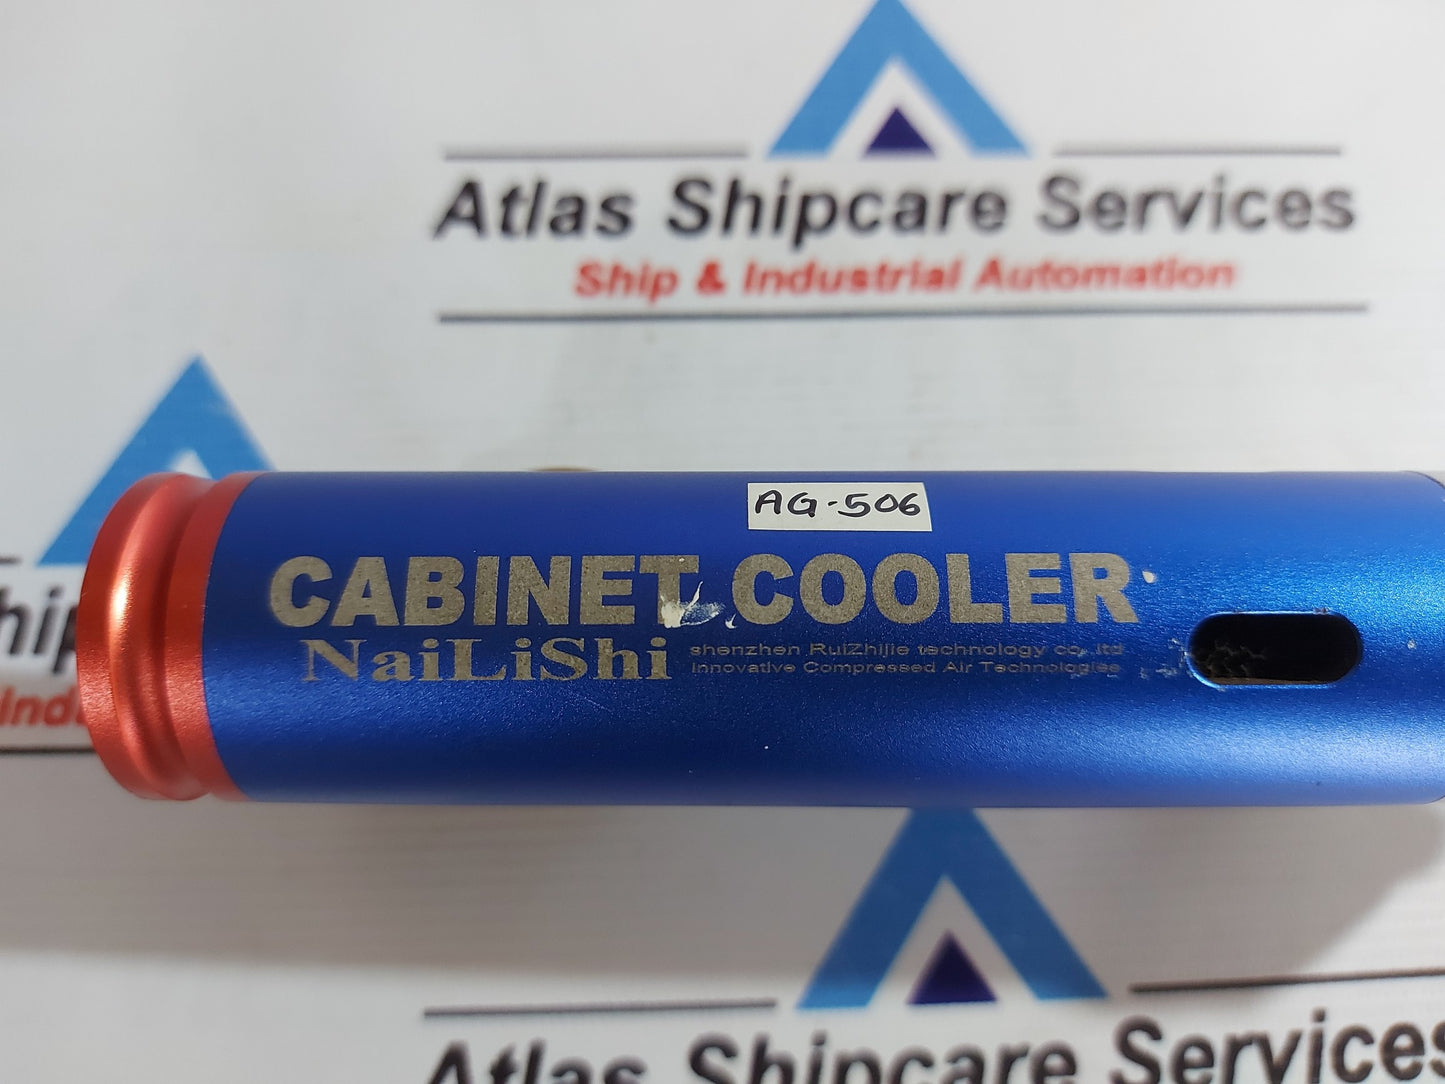 Atlas Shipcare Services
Ship & Industrial Automation
AG-506
CABINET COOLER
NaiLiShi
shenzhen RuiZhijie technology co, ltd
Innovative Compressed Air Technologies
Atlas Shipcare Services